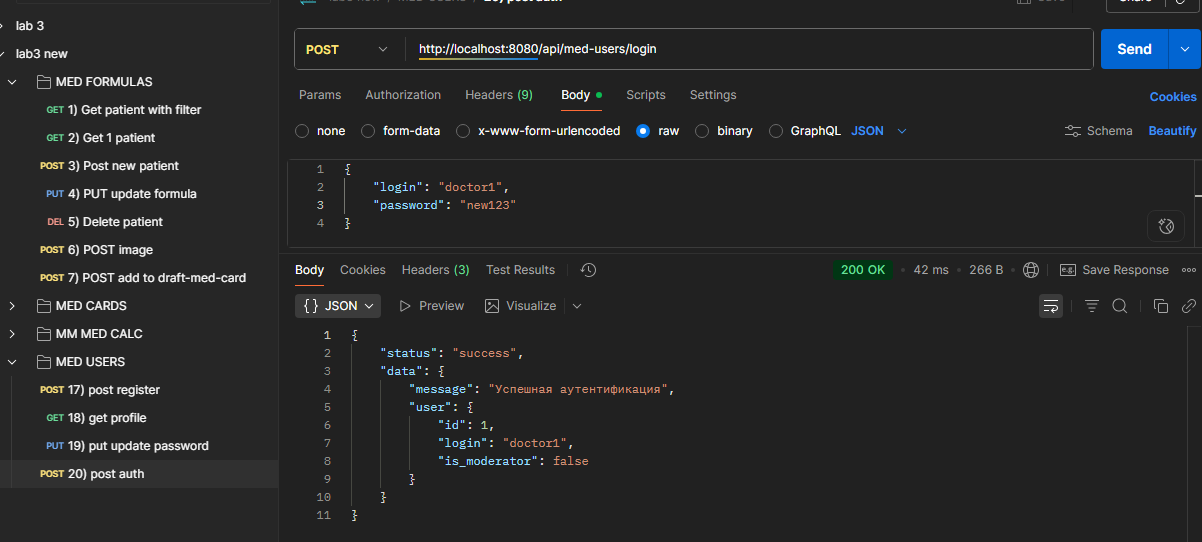 lab 3
lab3 new
MED FORMULAS
GET 1) Get patient with filter
GET 2) Get 1 patient
POST 3) Post new patient
PUT 4) PUT update formula
DEL 5) Delete patient
POST 6) POST image
POST 7) POST add to draft-med-card
MED CARDS
MM MED CALC
MED USERS
POST 17) post register
GET 18) get profile
PUT 19) put update password
POST 20) post auth
POST http://localhost:8080/api/med-users/login Send
Params Authorization Headers (9) Body Scripts Settings Cookies
none form-data x-www-form-urlencoded raw binary GraphQL JSON Schema Beautify
1 {
2 "login": "doctor1",
3 "password": "new123"
4 }
Body Cookies Headers (3) Test Results 200 OK • 42 ms • 266 B • e.g. Save Response
{} JSON Preview Visualize
1 {
2 "status": "success",
3 "data": {
4 "message": "Успешная аутентификация",
5 "user": {
6 "id": 1,
7 "login": "doctor1",
8 "is_moderator": false
9 }
10 }
11 }